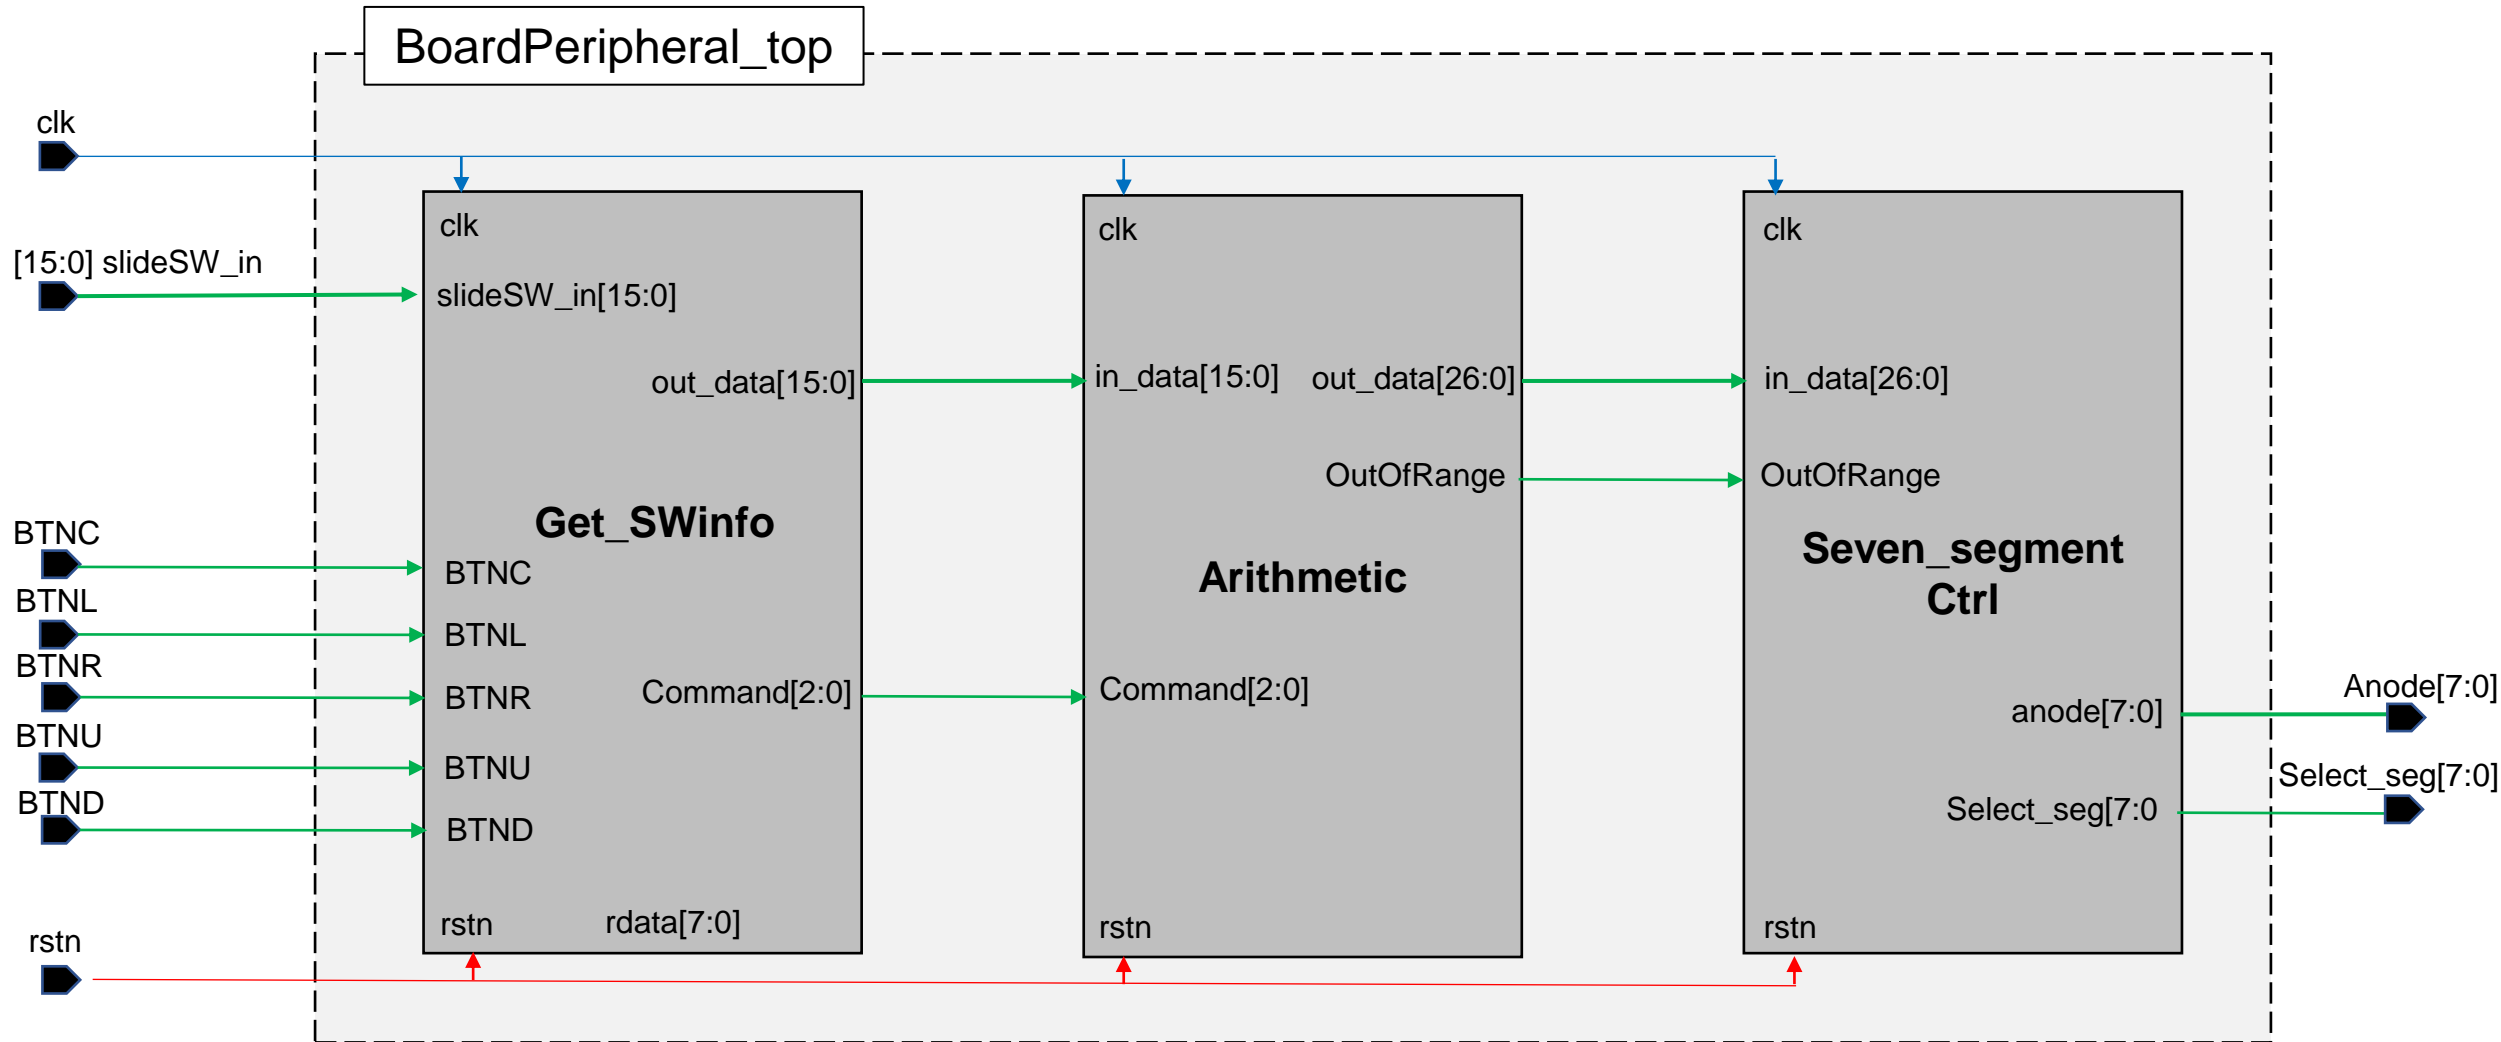 BoardPeripheral_top
clk
[15:0] slideSW_in
BTNC
BTNL
BTNR
BTNU
BTND
rstn
clk
slideSW_in[15:0]
out_data[15:0]
Get_SWinfo
BTNC
BTNL
BTNR
Command[2:0]
BTNU
BTND
rstn
rdata[7:0]
clk
in_data[15:0]
out_data[26:0]
OutOfRange
Arithmetic
Command[2:0]
rstn
clk
in_data[26:0]
OutOfRange
Seven_segment
Ctrl
anode[7:0]
Select_seg[7:0
rstn
Anode[7:0]
Select_seg[7:0]